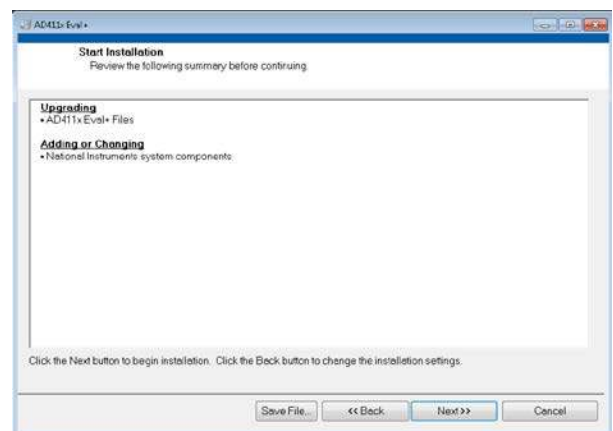 AD411x Eval+
Start Installation
Review the following summary before continuing.
Upgrading
• AD411x Eval+ Files
Adding or Changing
• National Instruments system components
Click the Next button to begin installation. Click the Back button to change the installation settings.
Save File...
<< Back
Next >>
Cancel